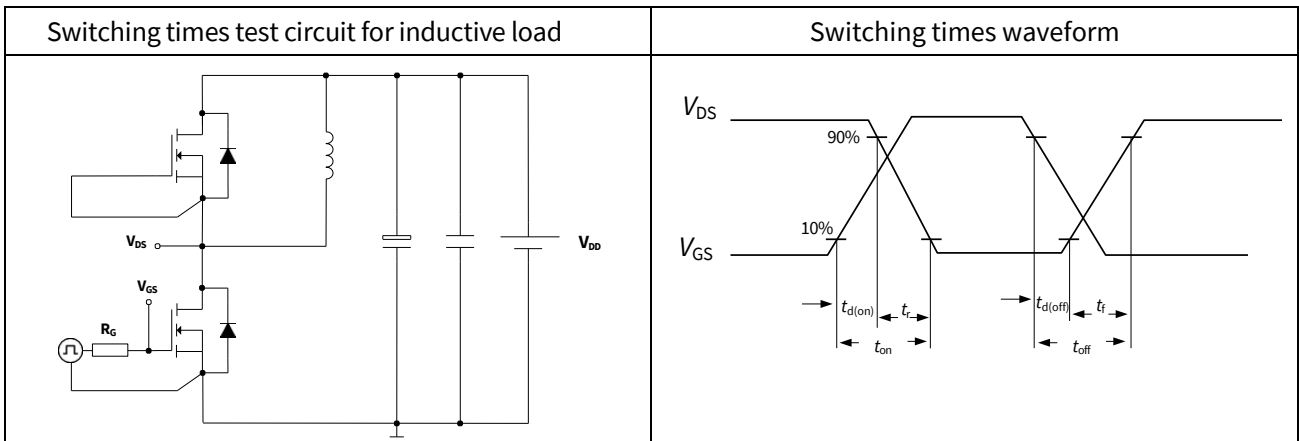 Switching times test circuit for inductive load
Switching times waveform
V_DS
V_GS
R_G
V_DD
V_DS
90%
10%
V_GS
t_d(on)
t_r
t_on
t_d(off)
t_f
t_off